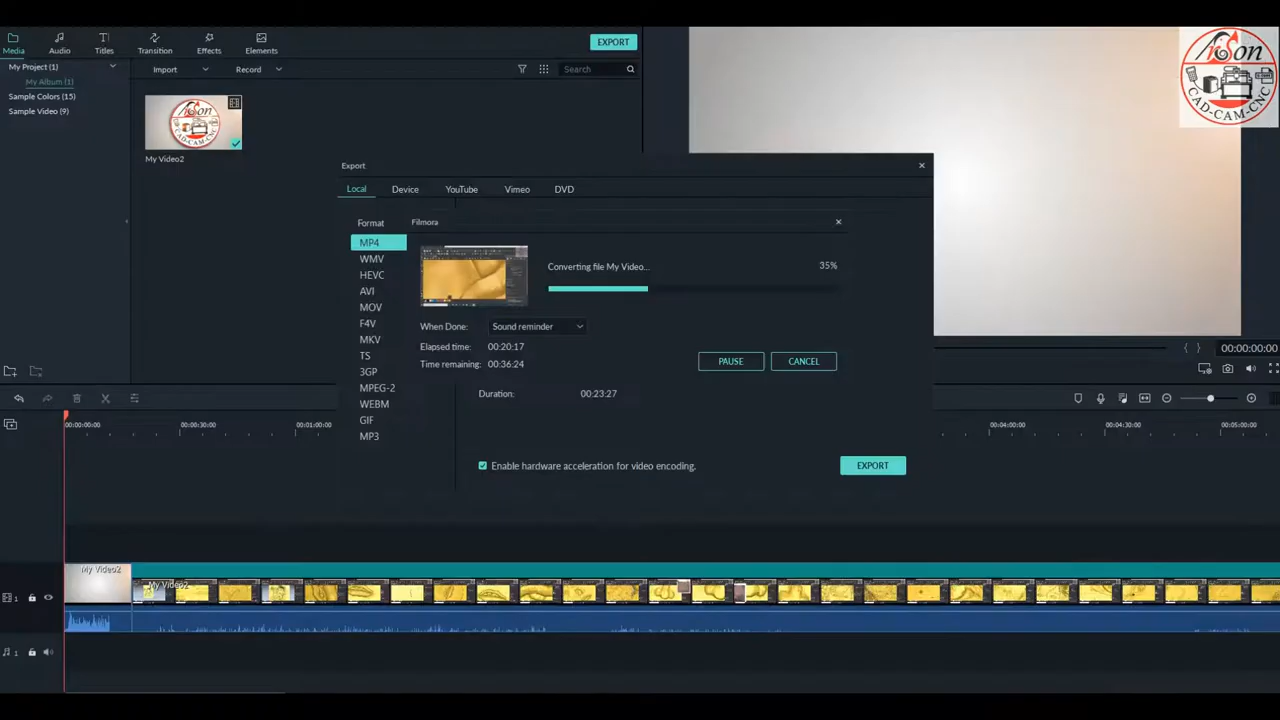 Media
Audio
Titles
Transition
Effects
Elements
EXPORT
My Project (1)
My Album (1)
Sample Colors (15)
Sample Video (9)
Import
Record
Search
My Video2
CAD-CAM-CNC
CAD-CAM-CNC
Export
Local
Device
YouTube
Vimeo
DVD
Format
MP4
WMV
HEVC
AVI
MOV
F4V
MKV
TS
3GP
MPEG-2
WEBM
GIF
MP3
Filmora
Converting file My Video...
35%
When Done:
Sound reminder
Elapsed time:
00:20:17
Time remaining:
00:36:24
PAUSE
CANCEL
Duration:
00:23:27
Enable hardware acceleration for video encoding.
EXPORT
00:00:00:00
00:00:00:00
00:00:30:00
00:01:00:00
00:04:00:00
00:04:30:00
00:05:00:00
My Video2
My Video2
1
1